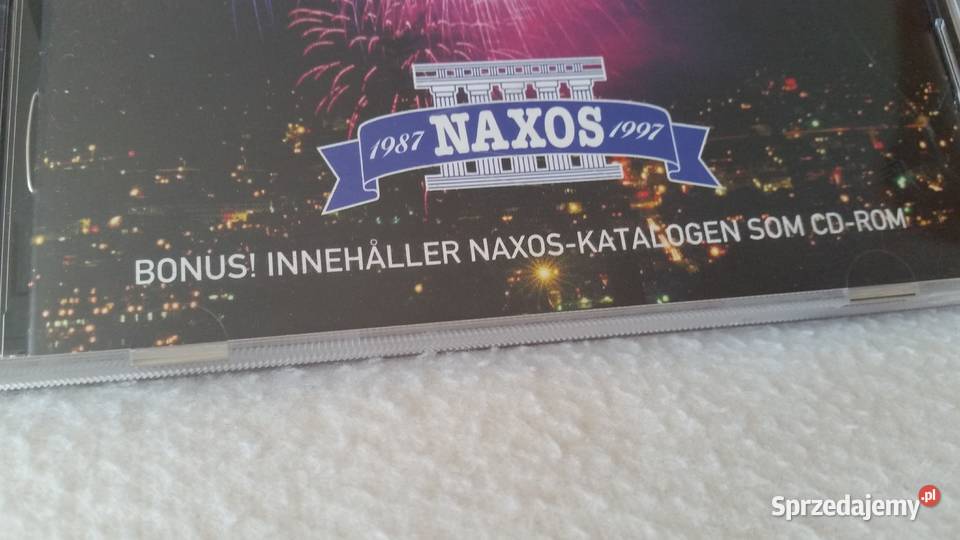 1987 NAXOS 1997
BONUS! INNEHÅLLER NAXOS-KATALOGEN SOM CD-ROM
Sprzedajemy.pl